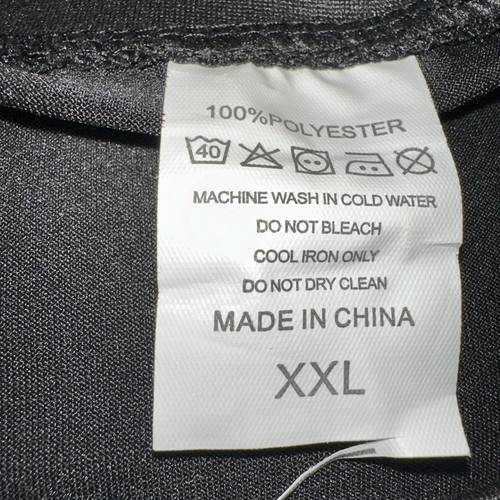 100%POLYESTER
40
MACHINE WASH IN COLD WATER
DO NOT BLEACH
COOL IRON ONLY
DO NOT DRY CLEAN
MADE IN CHINA
XXL